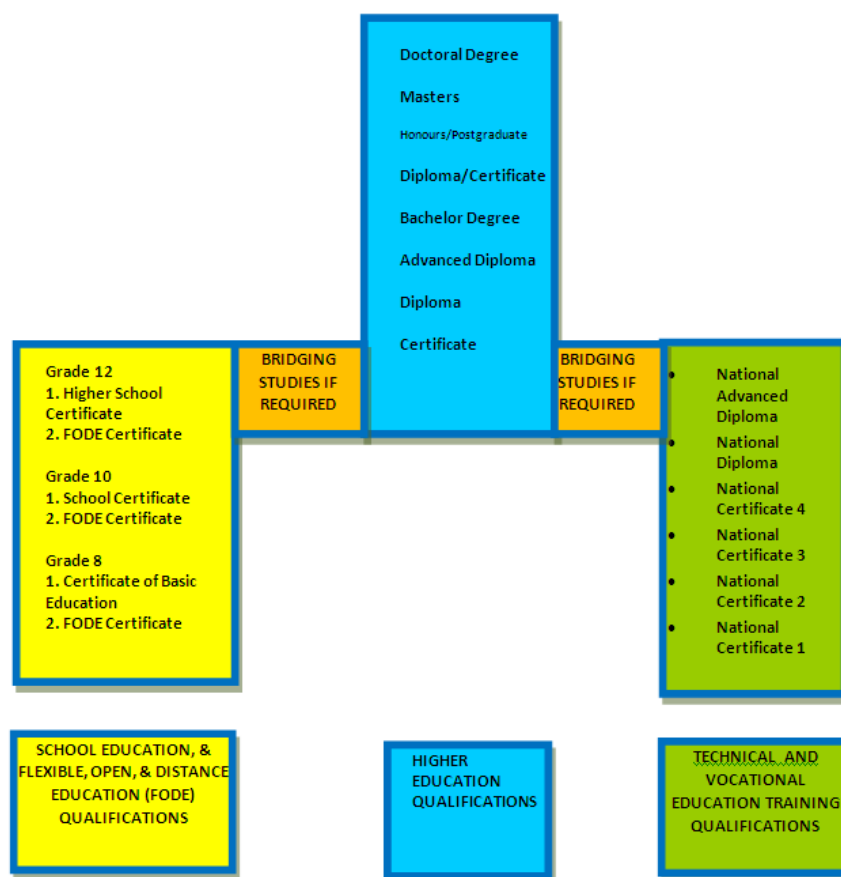 Doctoral Degree
Masters
Honours/Postgraduate
Diploma/Certificate
Bachelor Degree
Advanced Diploma
Diploma
Certificate
Grade 12
1. Higher School
Certificate
2. FODE Certificate
Grade 10
1. School Certificate
2. FODE Certificate
Grade 8
1. Certificate of Basic
Education
2. FODE Certificate
BRIDGING
STUDIES IF
REQUIRED
BRIDGING
STUDIES IF
REQUIRED
• National
Advanced
Diploma
• National
Diploma
• National
Certificate 4
• National
Certificate 3
• National
Certificate 2
• National
Certificate 1
SCHOOL EDUCATION, &
FLEXIBLE, OPEN, & DISTANCE
EDUCATION (FODE)
QUALIFICATIONS
HIGHER
EDUCATION
QUALIFICATIONS
TECHNICAL AND
VOCATIONAL
EDUCATION TRAINING
QUALIFICATIONS